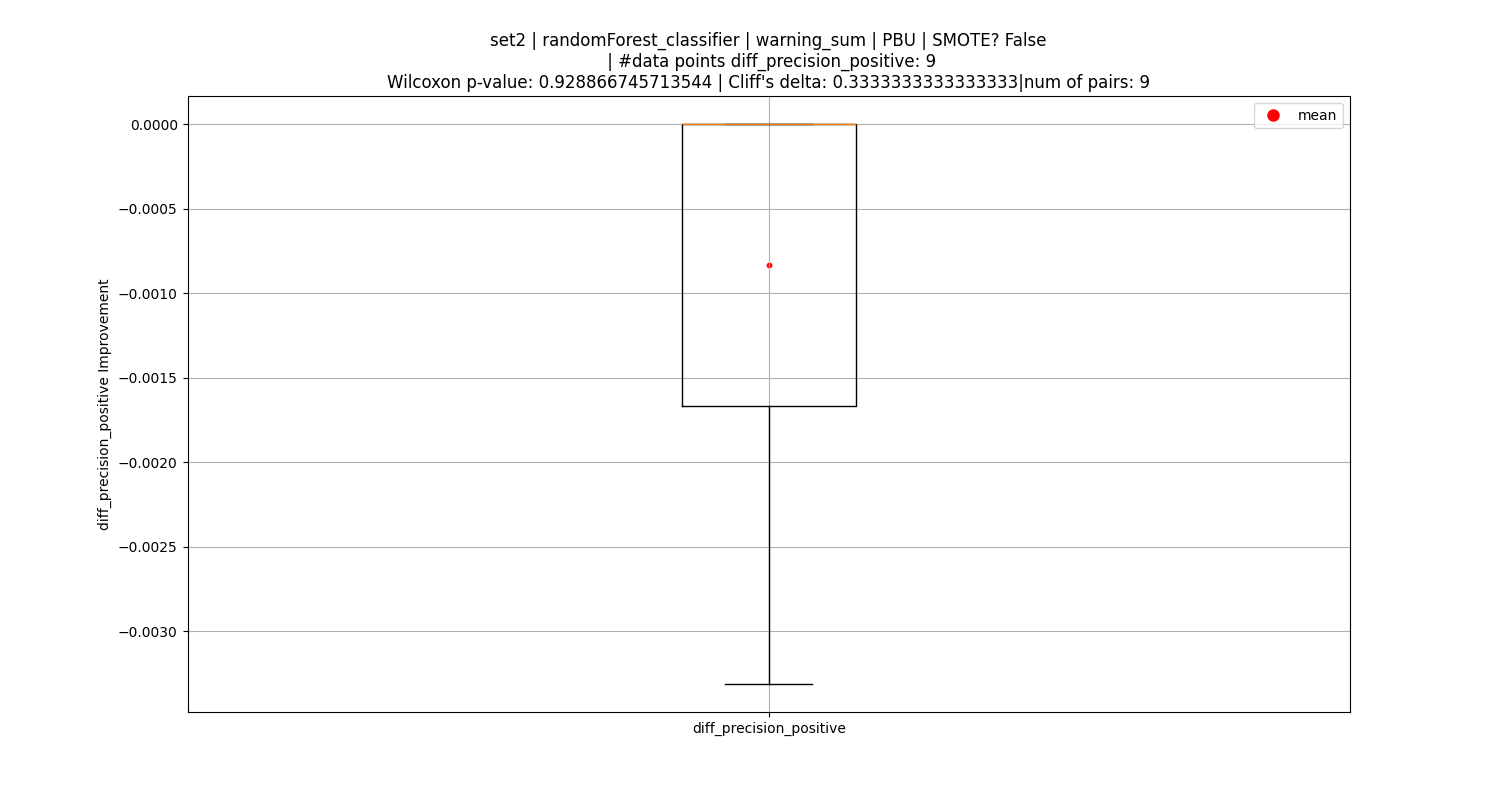 set2 | randomForest_classifier | warning_sum | PBU | SMOTE? False
| #data points diff_precision_positive: 9
Wilcoxon p-value: 0.928866745713544 | Cliff's delta: 0.3333333333333333|num of pairs: 9
mean
0.0000
−0.0005
−0.0010
−0.0015
−0.0020
−0.0025
−0.0030
diff_precision_positive Improvement
diff_precision_positive